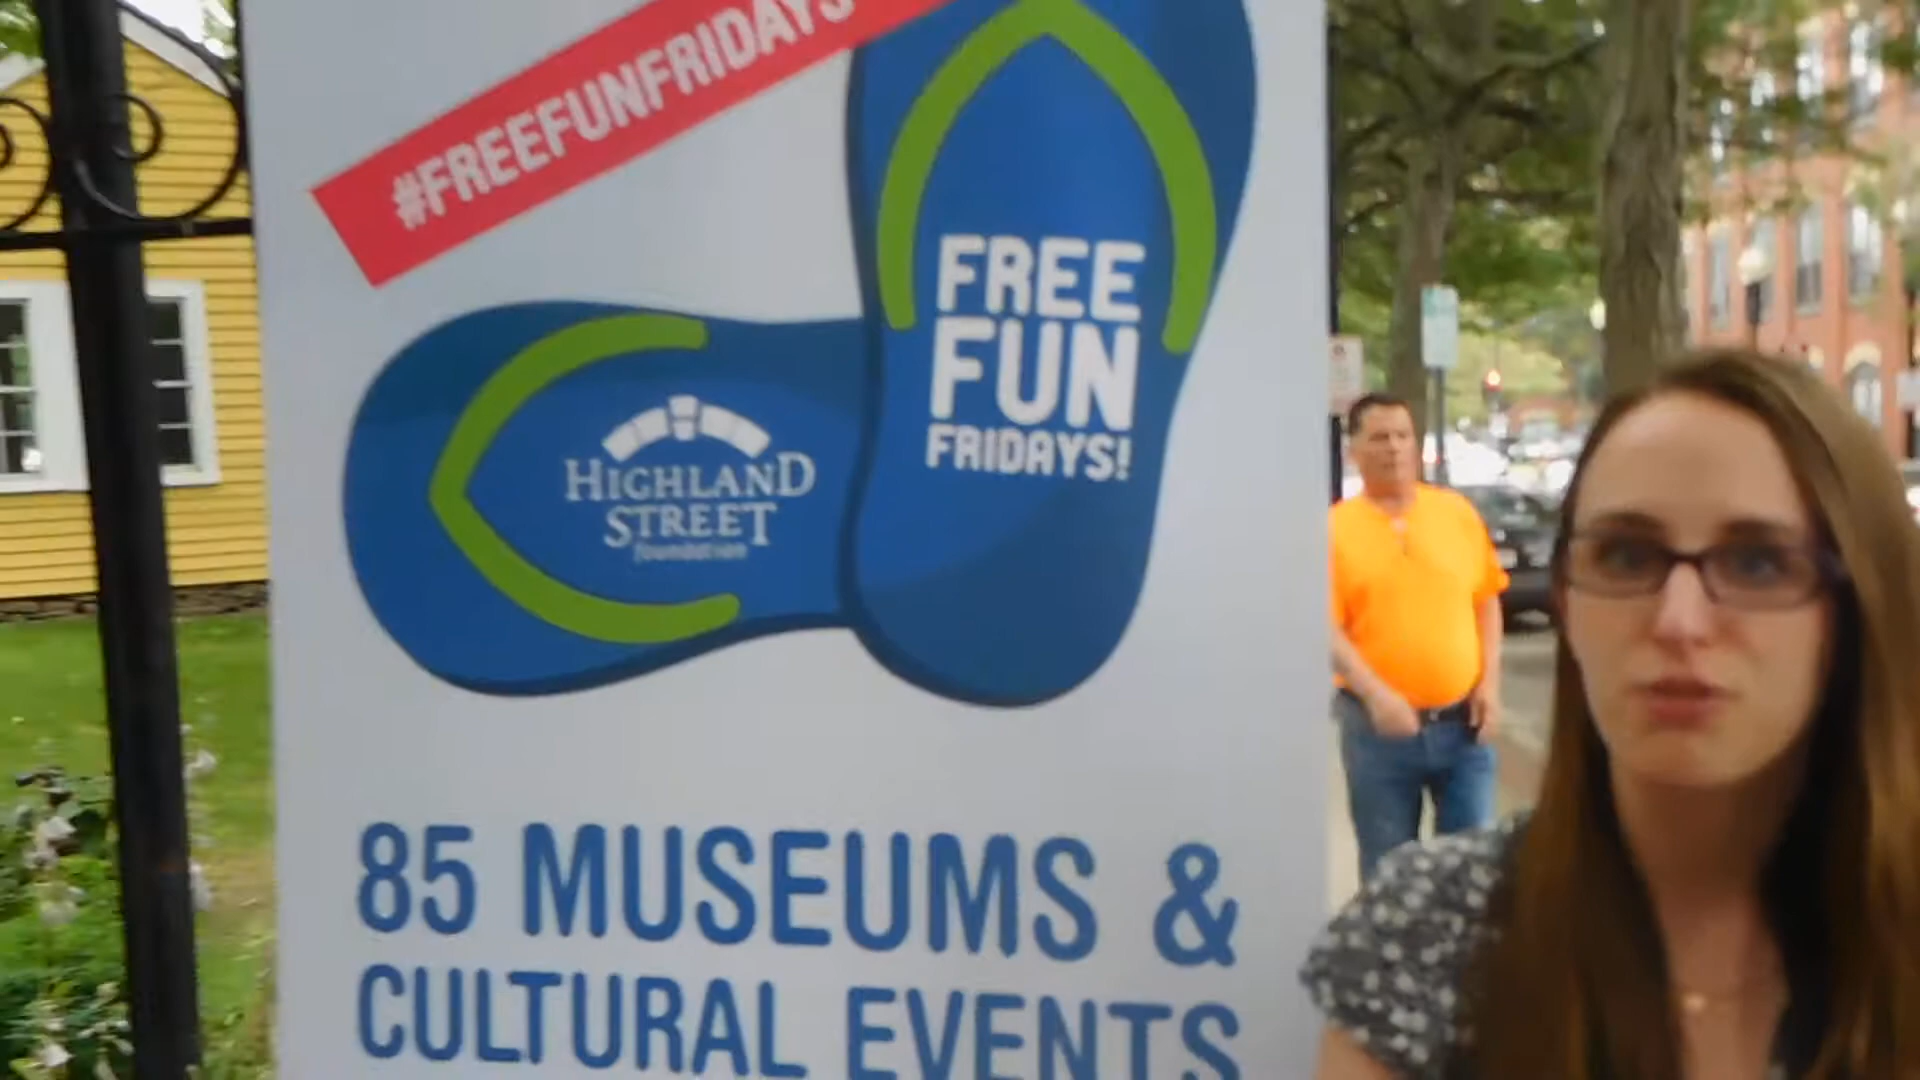 #FREEFUNFRIDAYS
FREE
FUN
FRIDAYS!
HIGHLAND
STREET
foundation
85 MUSEUMS &
CULTURAL EVENTS